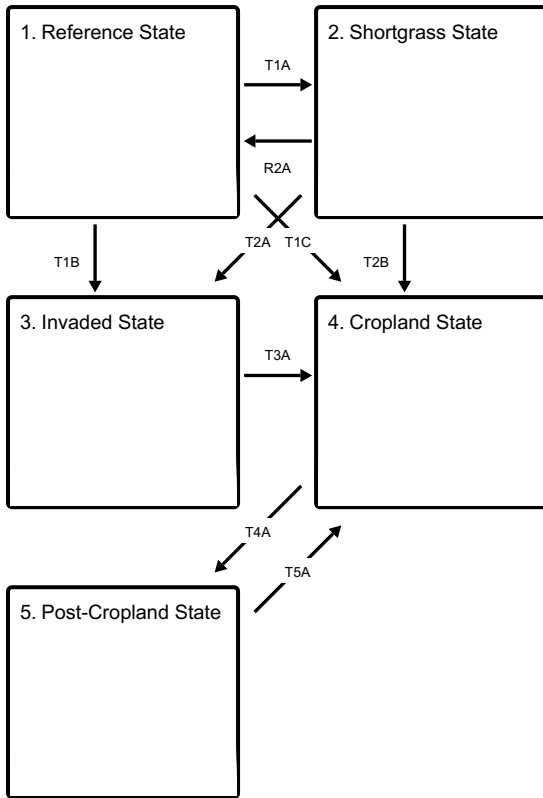 1. Reference State
2. Shortgrass State
T1A
R2A
T2A
T1C
T1B
T2B
3. Invaded State
4. Cropland State
T3A
T4A
T5A
5. Post-Cropland State